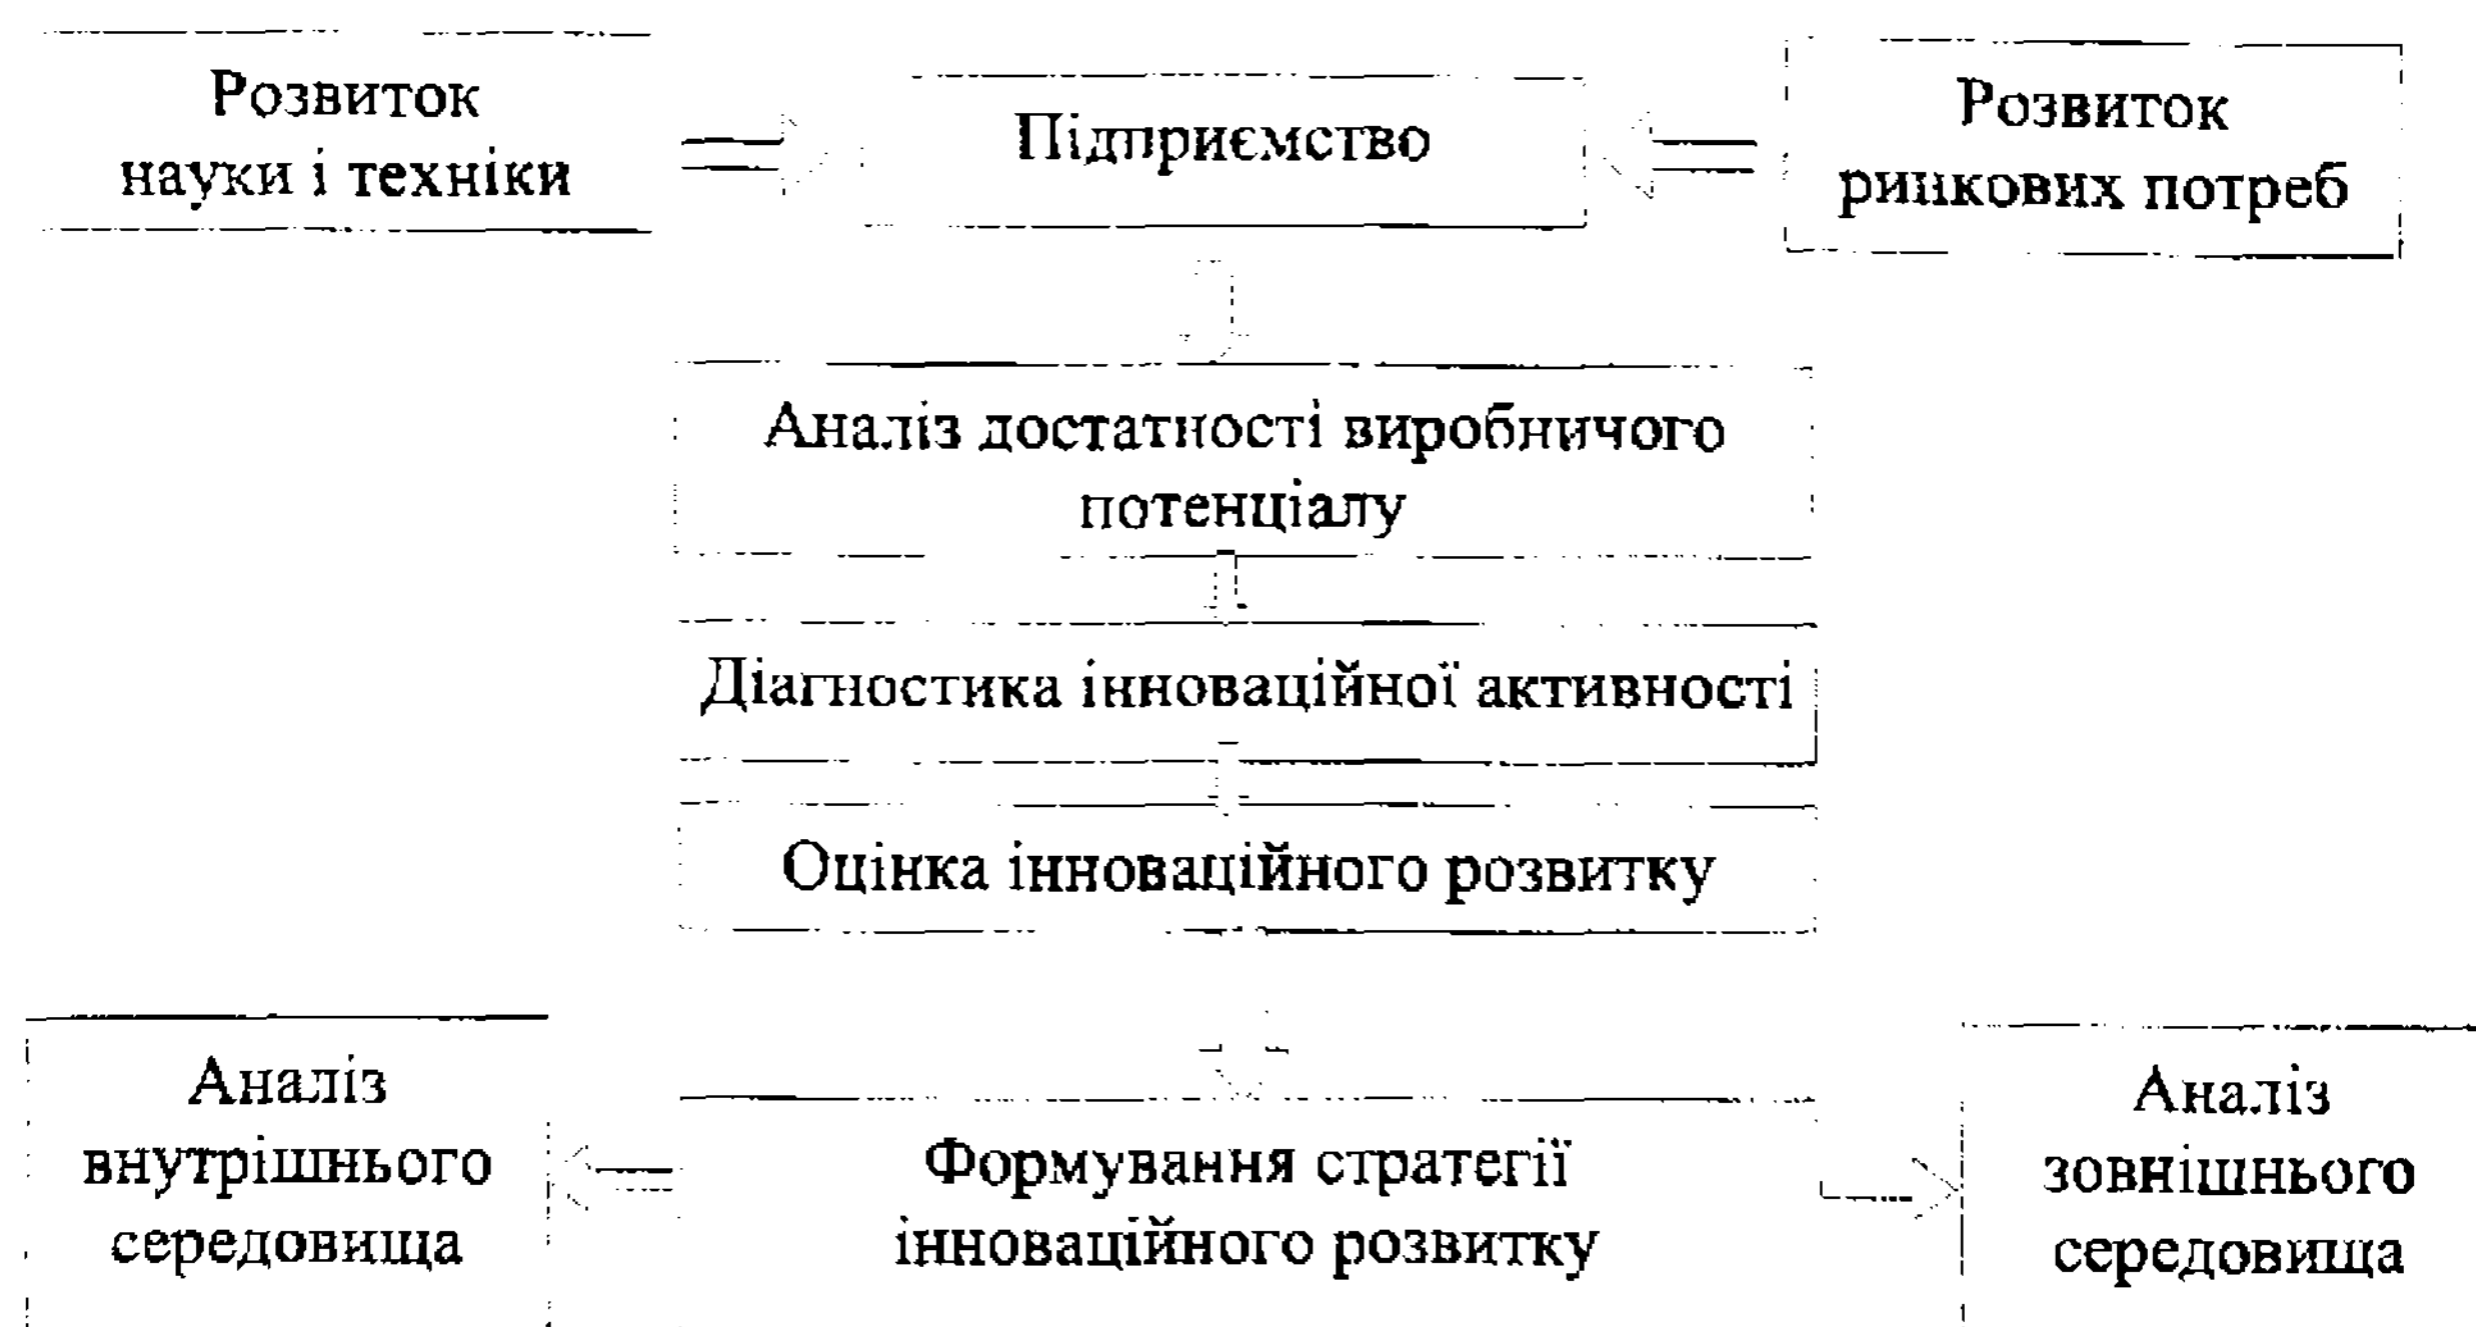 Розвиток
науки і техніки
Підприємство
Розвиток
ринкових потреб
Аналіз достатності виробничого
потенціалу
Діагностика інноваційної активності
Оцінка інноваційного розвитку
Аналіз
внутрішнього
середовища
Формування стратегії
інноваційного розвитку
Аналіз
зовнішнього
середовища